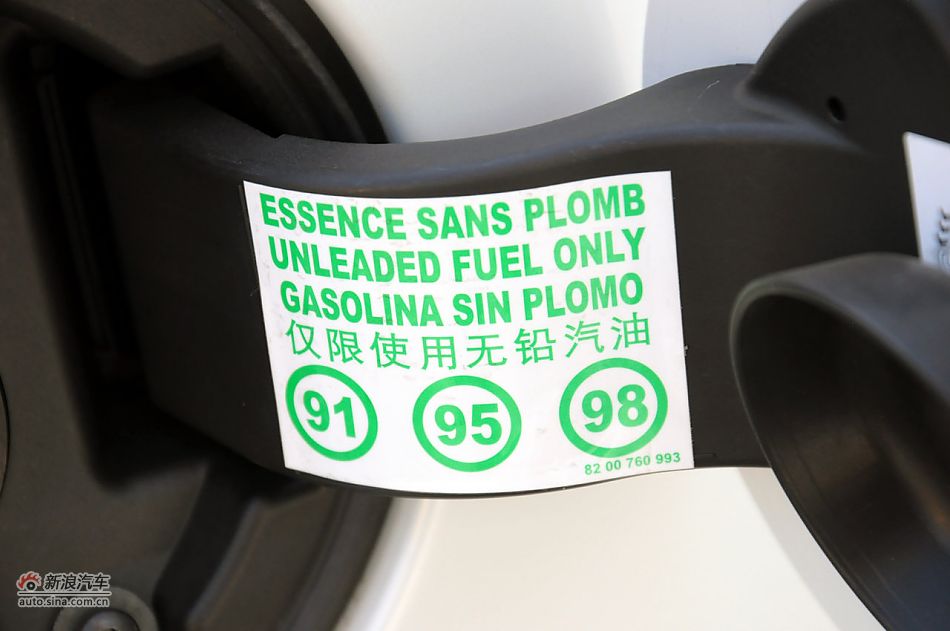 ESSENCE SANS PLOMB
UNLEADED FUEL ONLY
GASOLINA SIN PLOMO
仅限使用无铅汽油
91 95 98
82 00 760 993
新浪汽车
auto.sina.com.cn